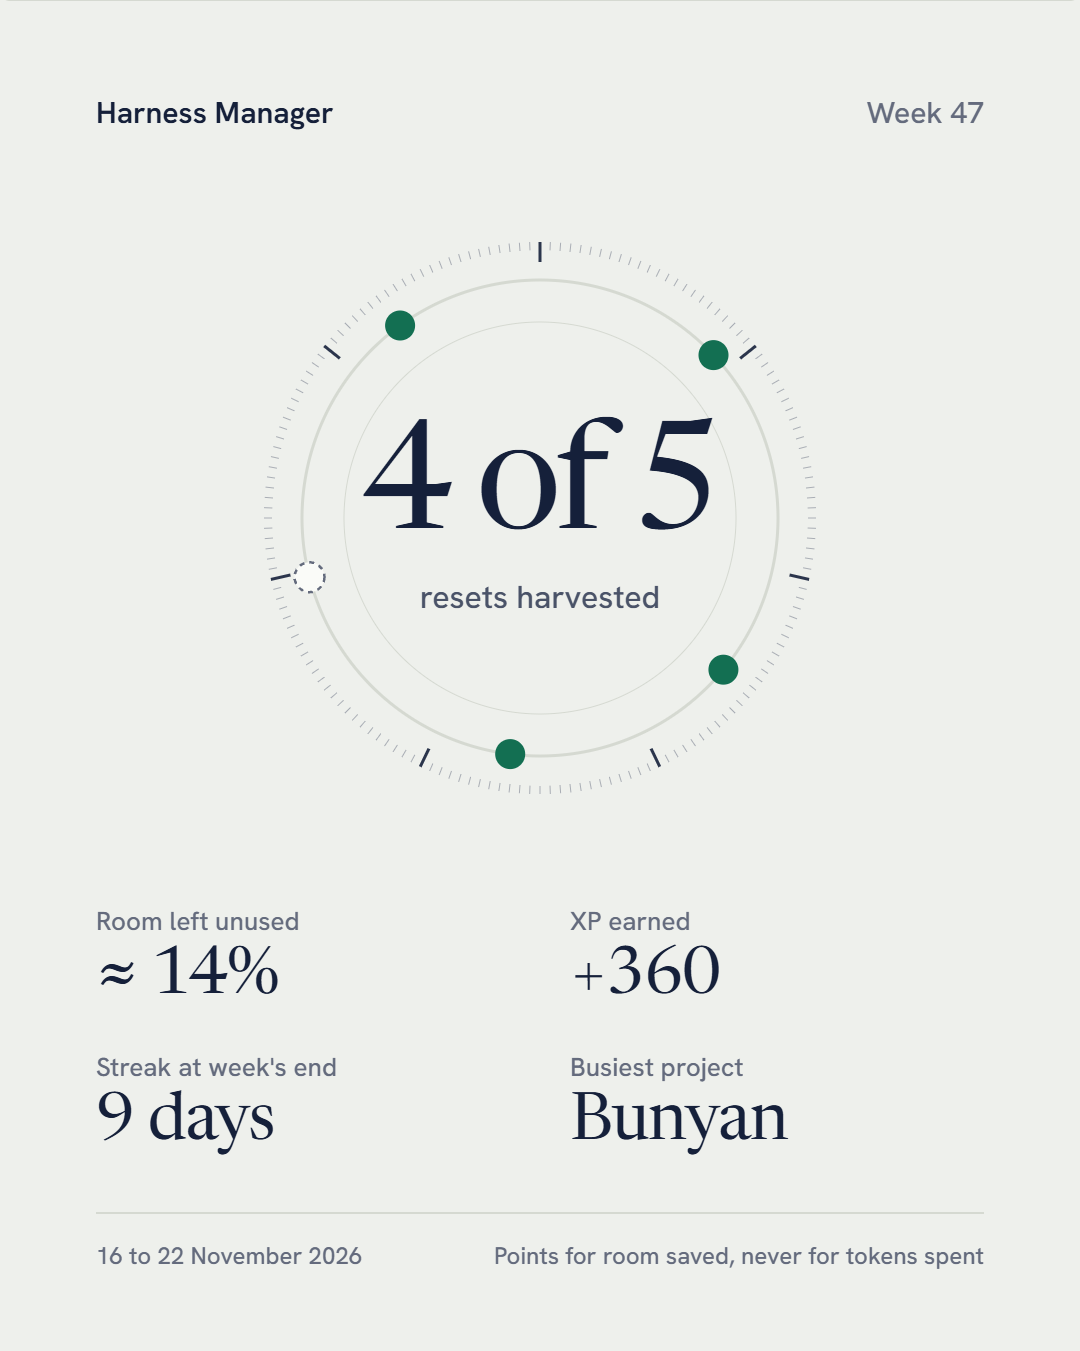 Harness Manager
Week 47
4 of 5
resets harvested
Room left unused
≈ 14%
XP earned
+360
Streak at week's end
9 days
Busiest project
Bunyan
16 to 22 November 2026
Points for room saved, never for tokens spent